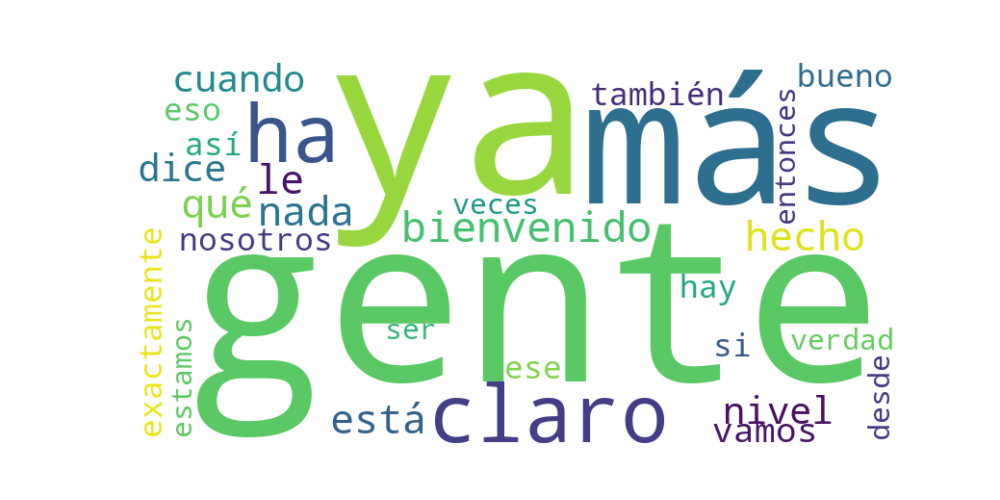 cuando
ya
más
también
bueno
eso
ha
entonces
así
dice
le
qué
nada
veces
nosotros
bienvenido
hecho
gente
exactamente
estamos
hay
ser
si
verdad
ese
desde
está
claro
nivel
vamos